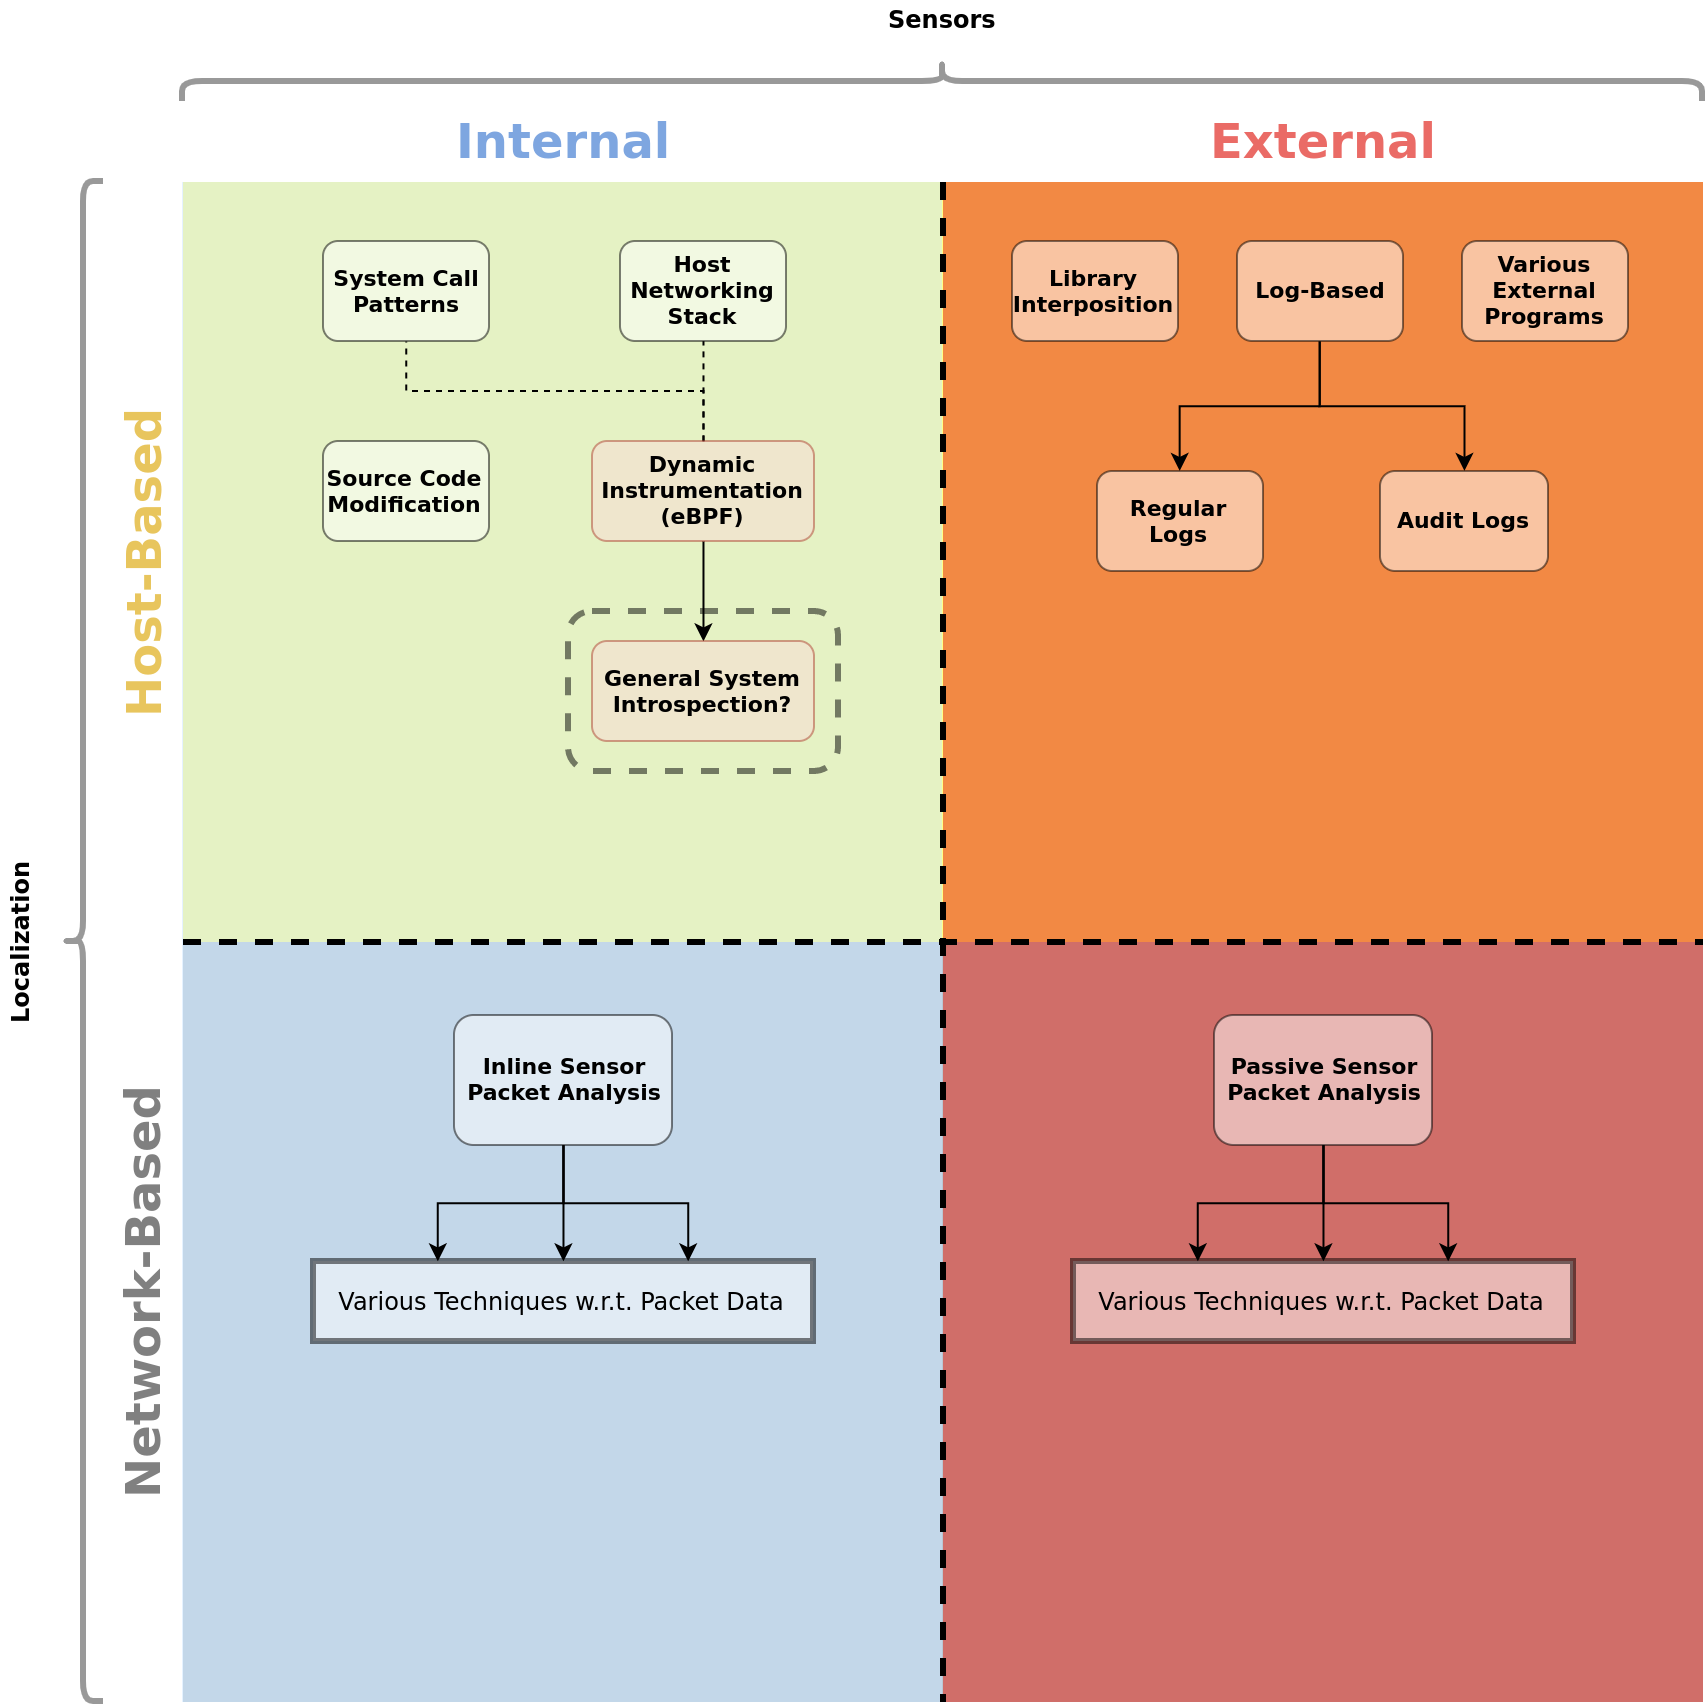 Sensors
Internal
External
Host-Based
System Call
Patterns
Host
Networking
Stack
Library
Interposition
Log-Based
Various
External
Programs
Source Code
Modification
Dynamic
Instrumentation
(eBPF)
Regular
Logs
Audit Logs
General System
Introspection?
Localization
Network-Based
Inline Sensor
Packet Analysis
Passive Sensor
Packet Analysis
Various Techniques w.r.t. Packet Data
Various Techniques w.r.t. Packet Data